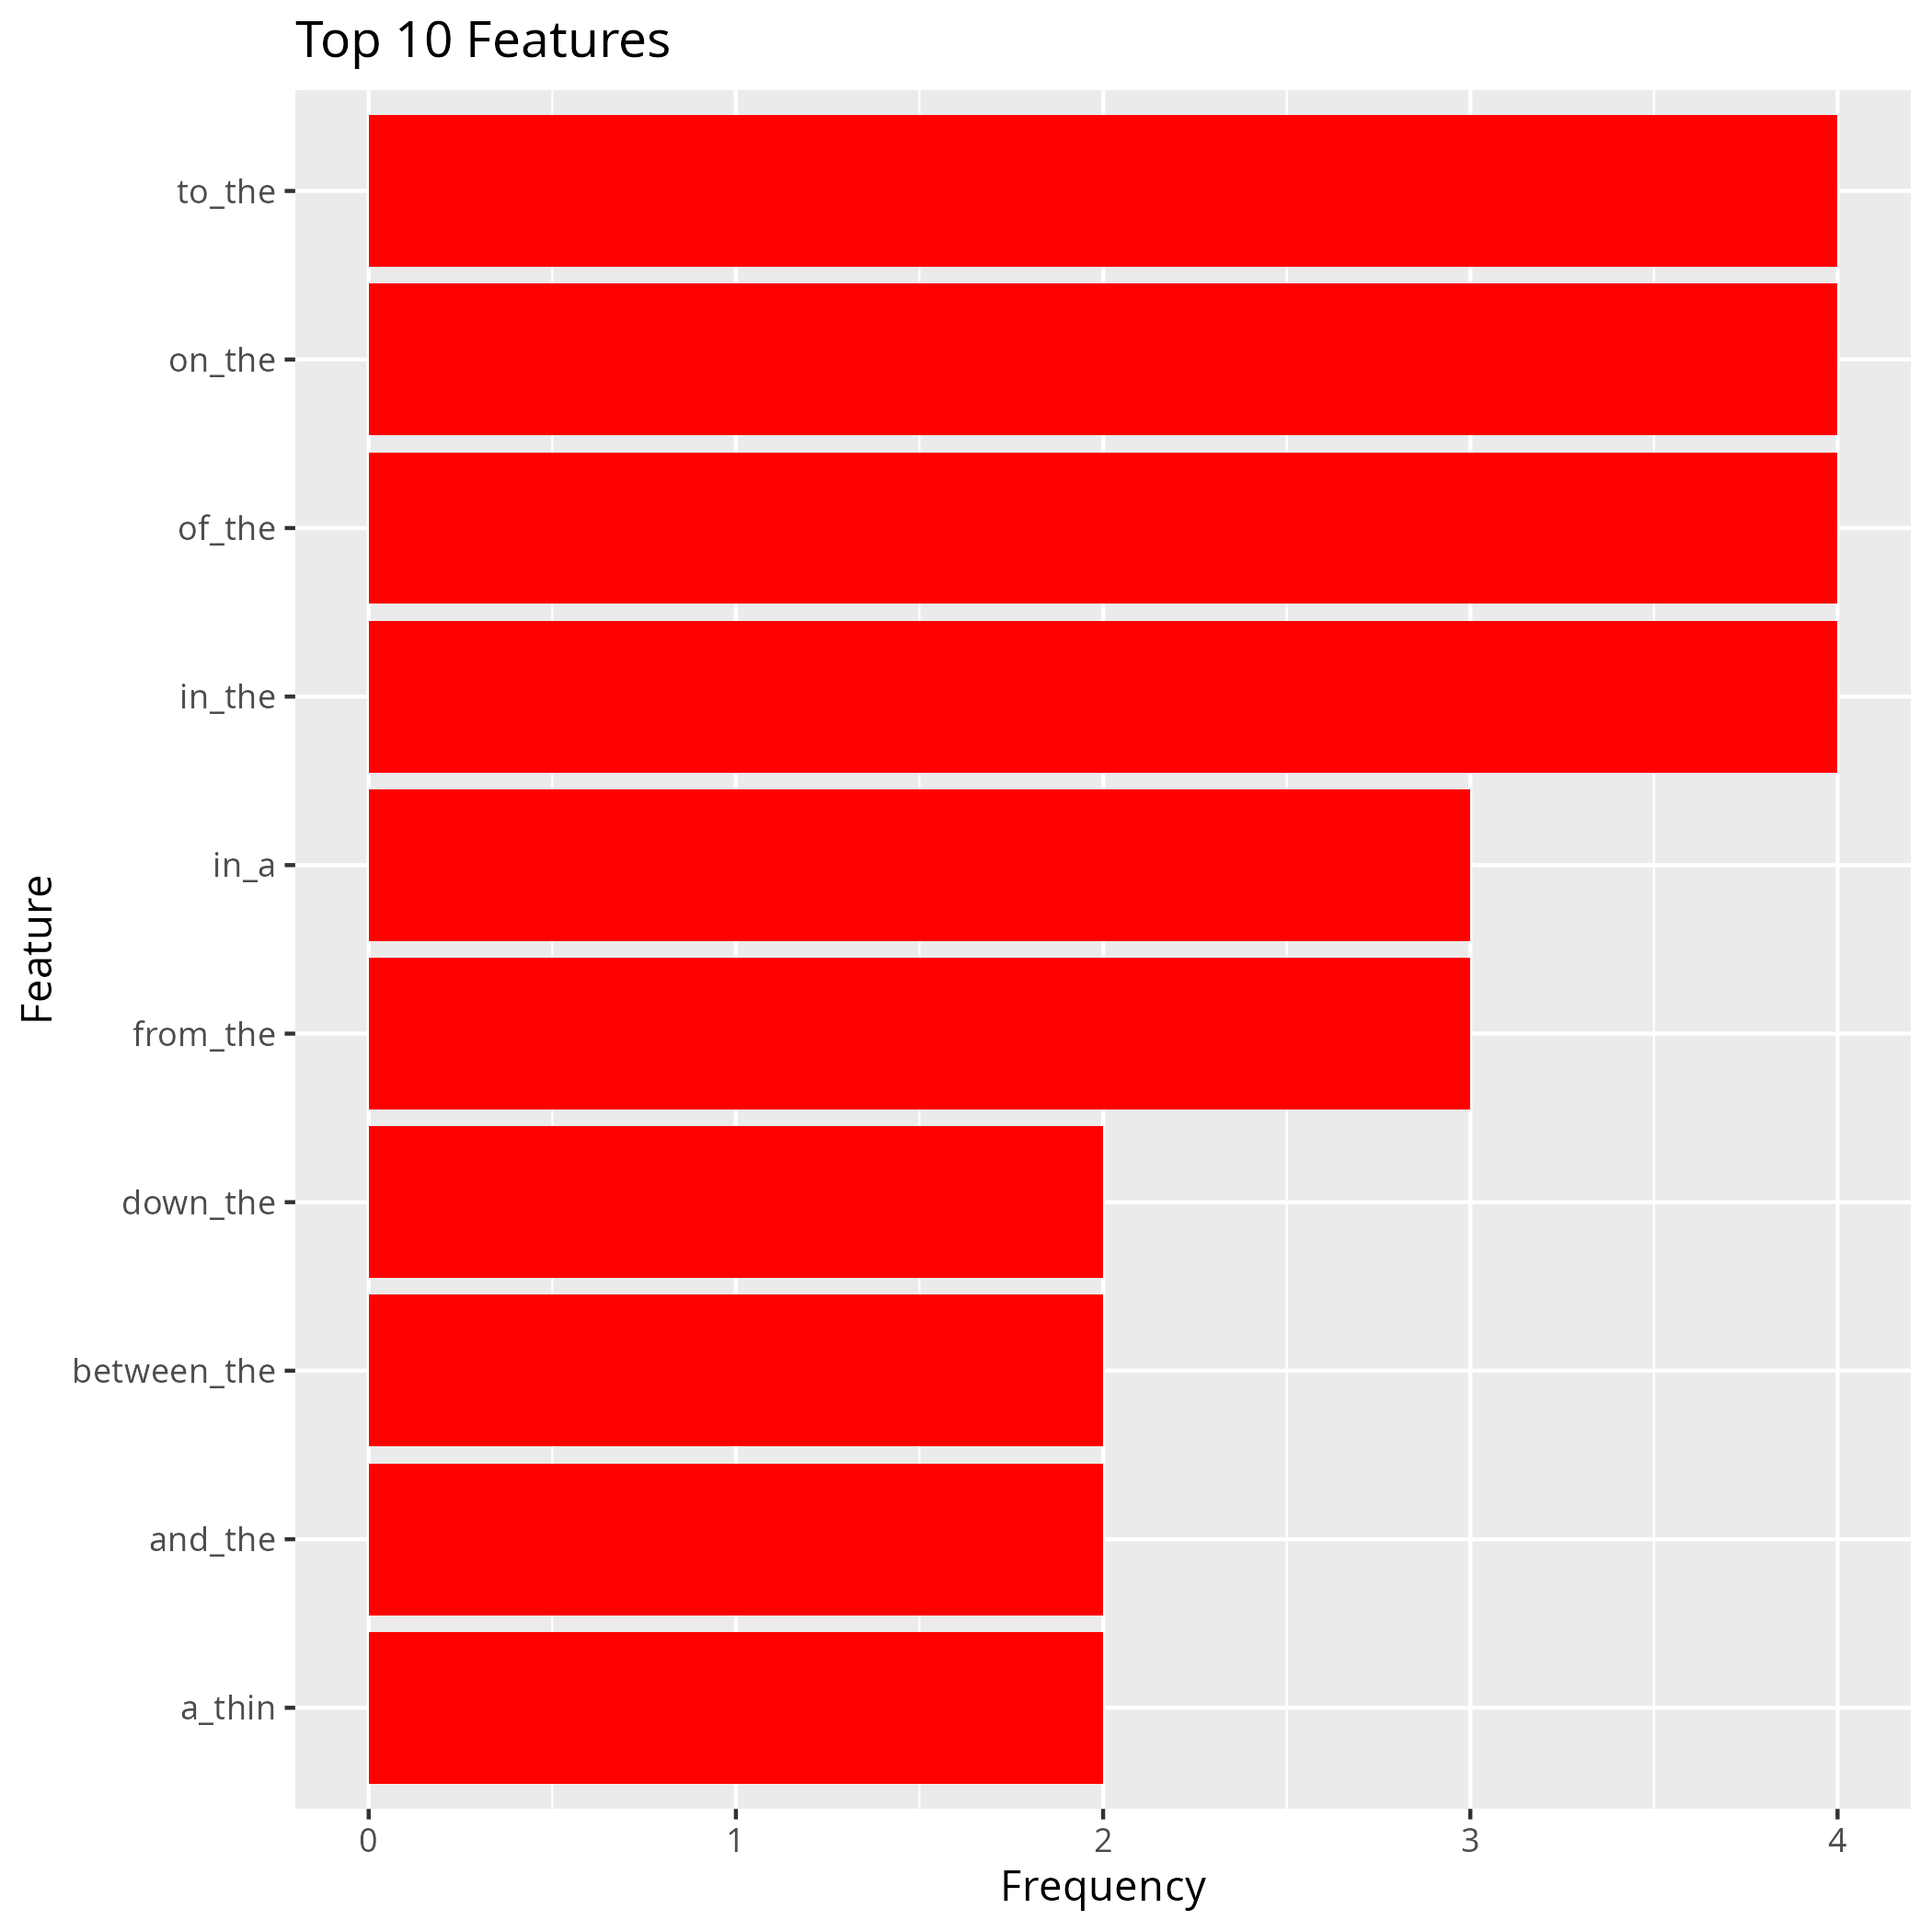 Top 10 Features
to_the
on_the
of_the
in_the
in_a
from_the
down_the
between_the
and_the
a_thin
Feature
0 1 2 3 4
Frequency